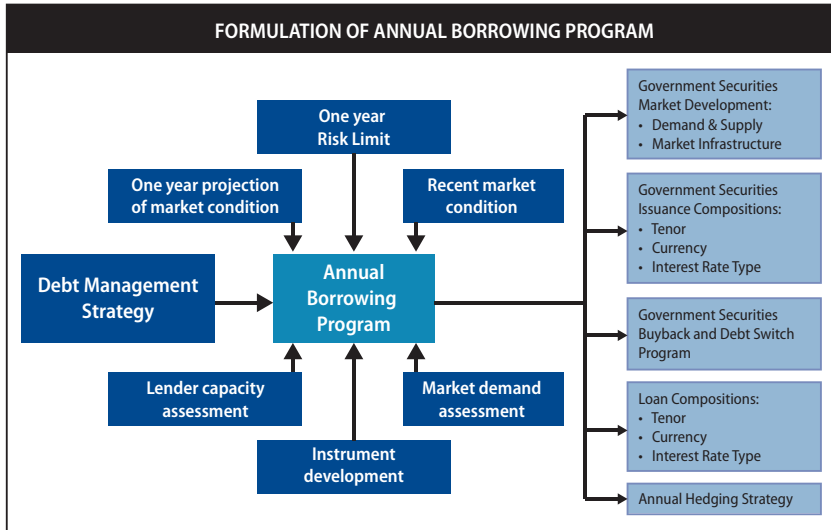 FORMULATION OF ANNUAL BORROWING PROGRAM
One year
Risk Limit
One year projection
of market condition
Recent market
condition
Debt Management
Strategy
Annual
Borrowing
Program
Lender capacity
assessment
Market demand
assessment
Instrument
development
Government Securities
Market Development:
• Demand & Supply
• Market Infrastructure
Government Securities
Issuance Compositions:
• Tenor
• Currency
• Interest Rate Type
Government Securities
Buyback and Debt Switch
Program
Loan Compositions:
• Tenor
• Currency
• Interest Rate Type
Annual Hedging Strategy